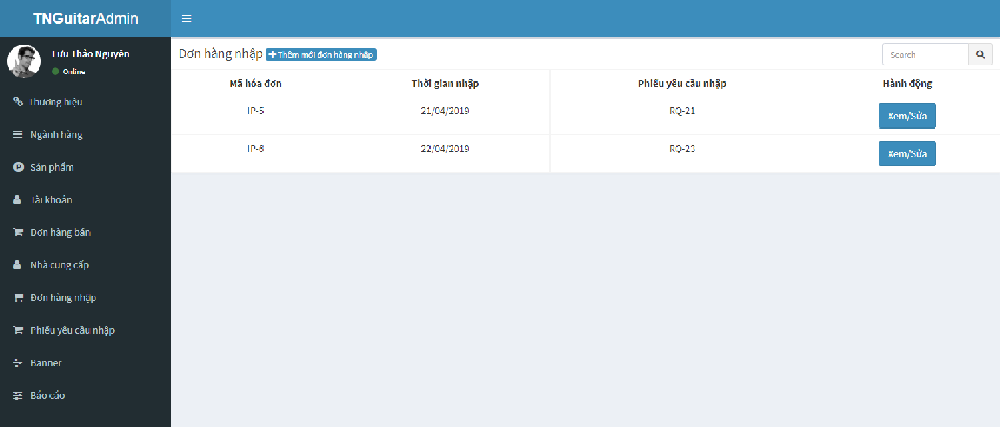 TNGuitarAdmin
Lưu Thảo Nguyên
Online
Thương hiệu
Ngành hàng
Sản phẩm
Tài khoản
Đơn hàng bán
Nhà cung cấp
Đơn hàng nhập
Phiếu yêu cầu nhập
Banner
Báo cáo
Đơn hàng nhập Thêm mới đơn hàng nhập Search
Mã hóa đơn Thời gian nhập Phiếu yêu cầu nhập Hành động
IP-5 21/04/2019 RQ-21 Xem/Sửa
IP-6 22/04/2019 RQ-23 Xem/Sửa